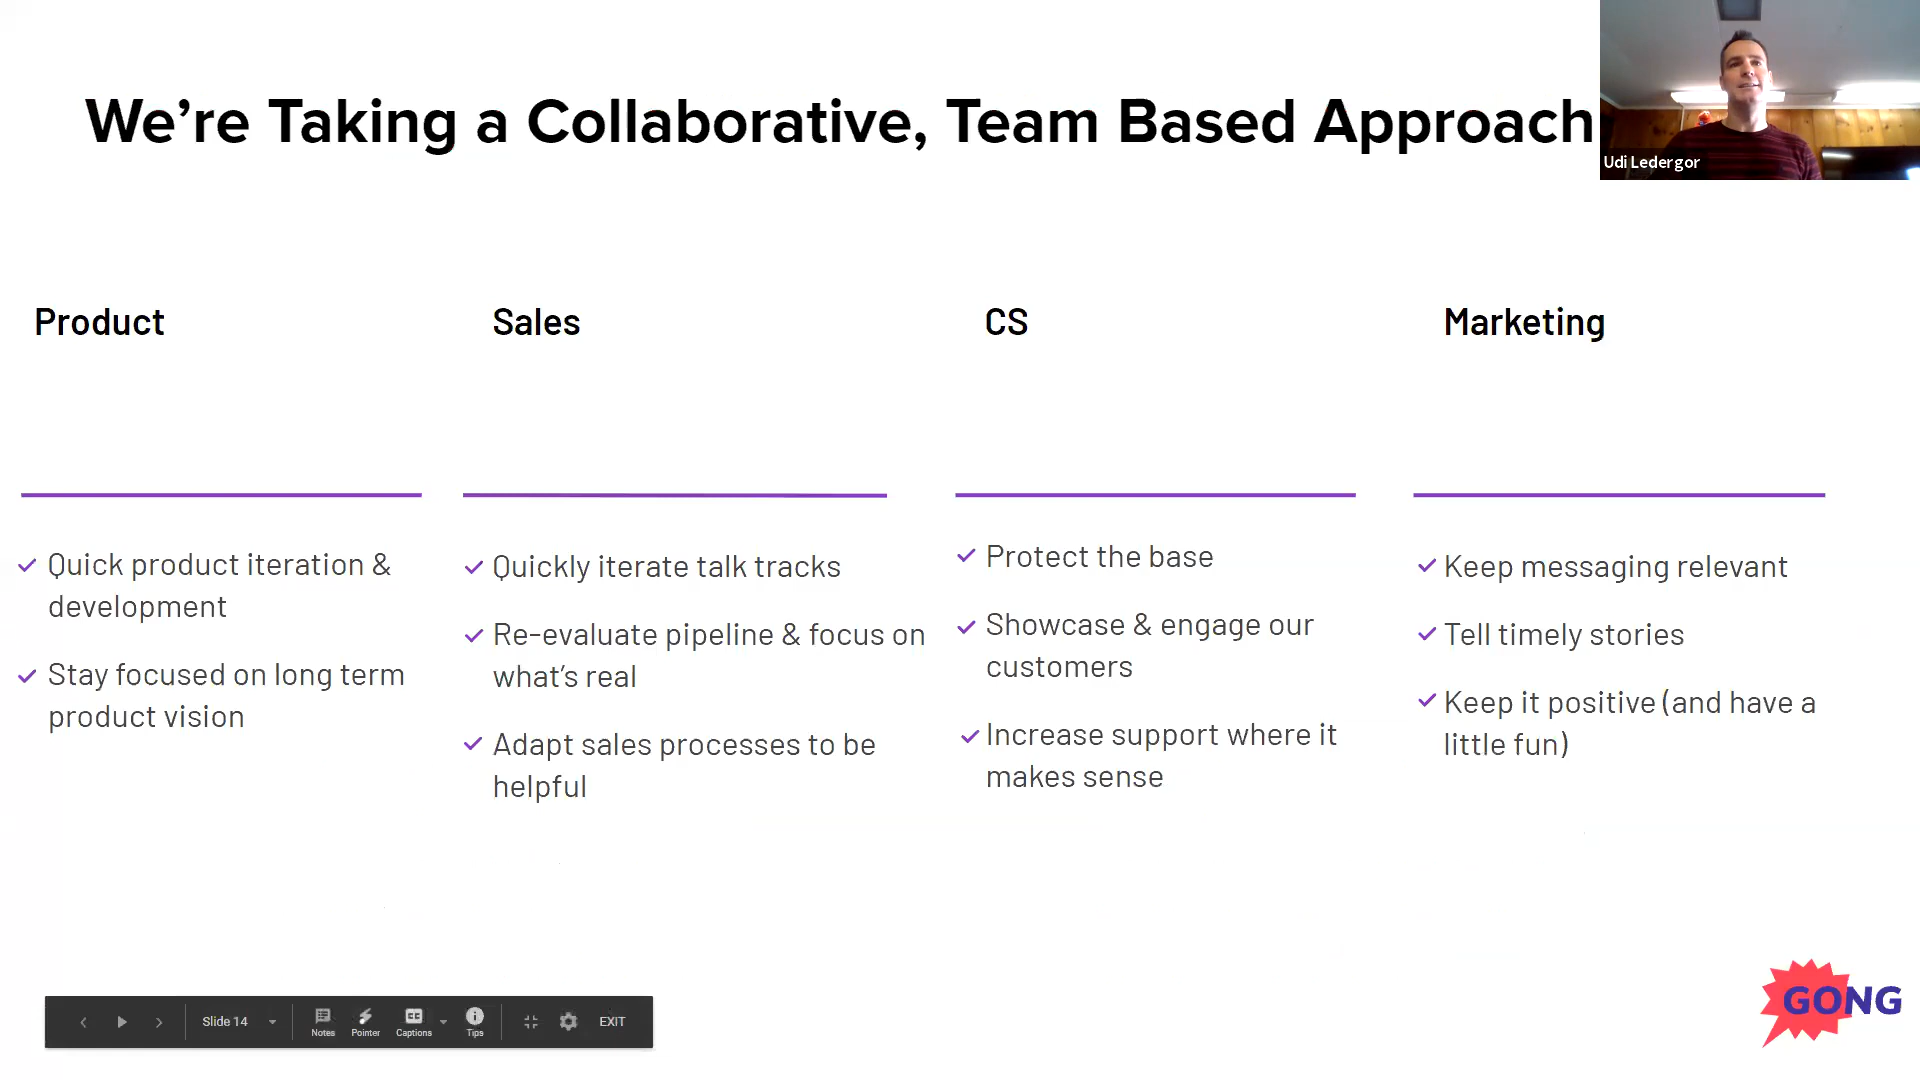 We're Taking a Collaborative, Team Based Approach
Udi Ledergor
Product
Quick product iteration &
development
Stay focused on long term
product vision
Sales
Quickly iterate talk tracks
Re-evaluate pipeline & focus on
what's real
Adapt sales processes to be
helpful
CS
Protect the base
Showcase & engage our
customers
Increase support where it
makes sense
Marketing
Keep messaging relevant
Tell timely stories
Keep it positive (and have a
little fun)
GONG
Slide 14
Notes
Pointer
CC
Captions
Tips
EXIT